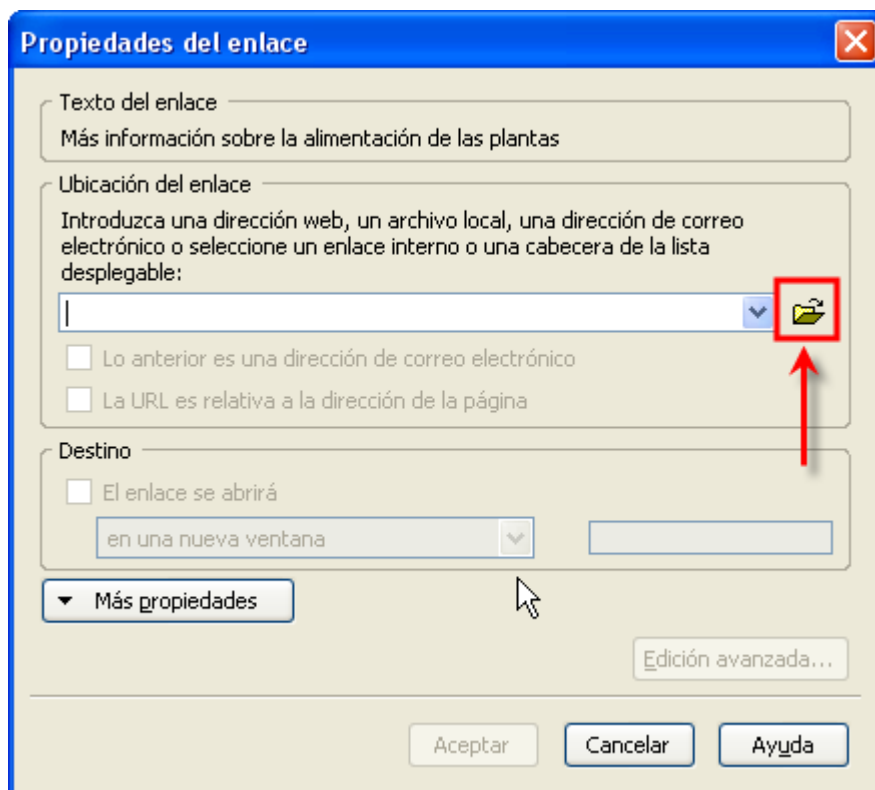 Propiedades del enlace
Texto del enlace
Más información sobre la alimentación de las plantas
Ubicación del enlace
Introduzca una dirección web, un archivo local, una dirección de correo
electrónico o seleccione un enlace interno o una cabecera de la lista
desplegable:
Lo anterior es una dirección de correo electrónico
La URL es relativa a la dirección de la página
Destino
El enlace se abrirá
en una nueva ventana
Más propiedades
Edición avanzada...
Aceptar Cancelar Ayuda